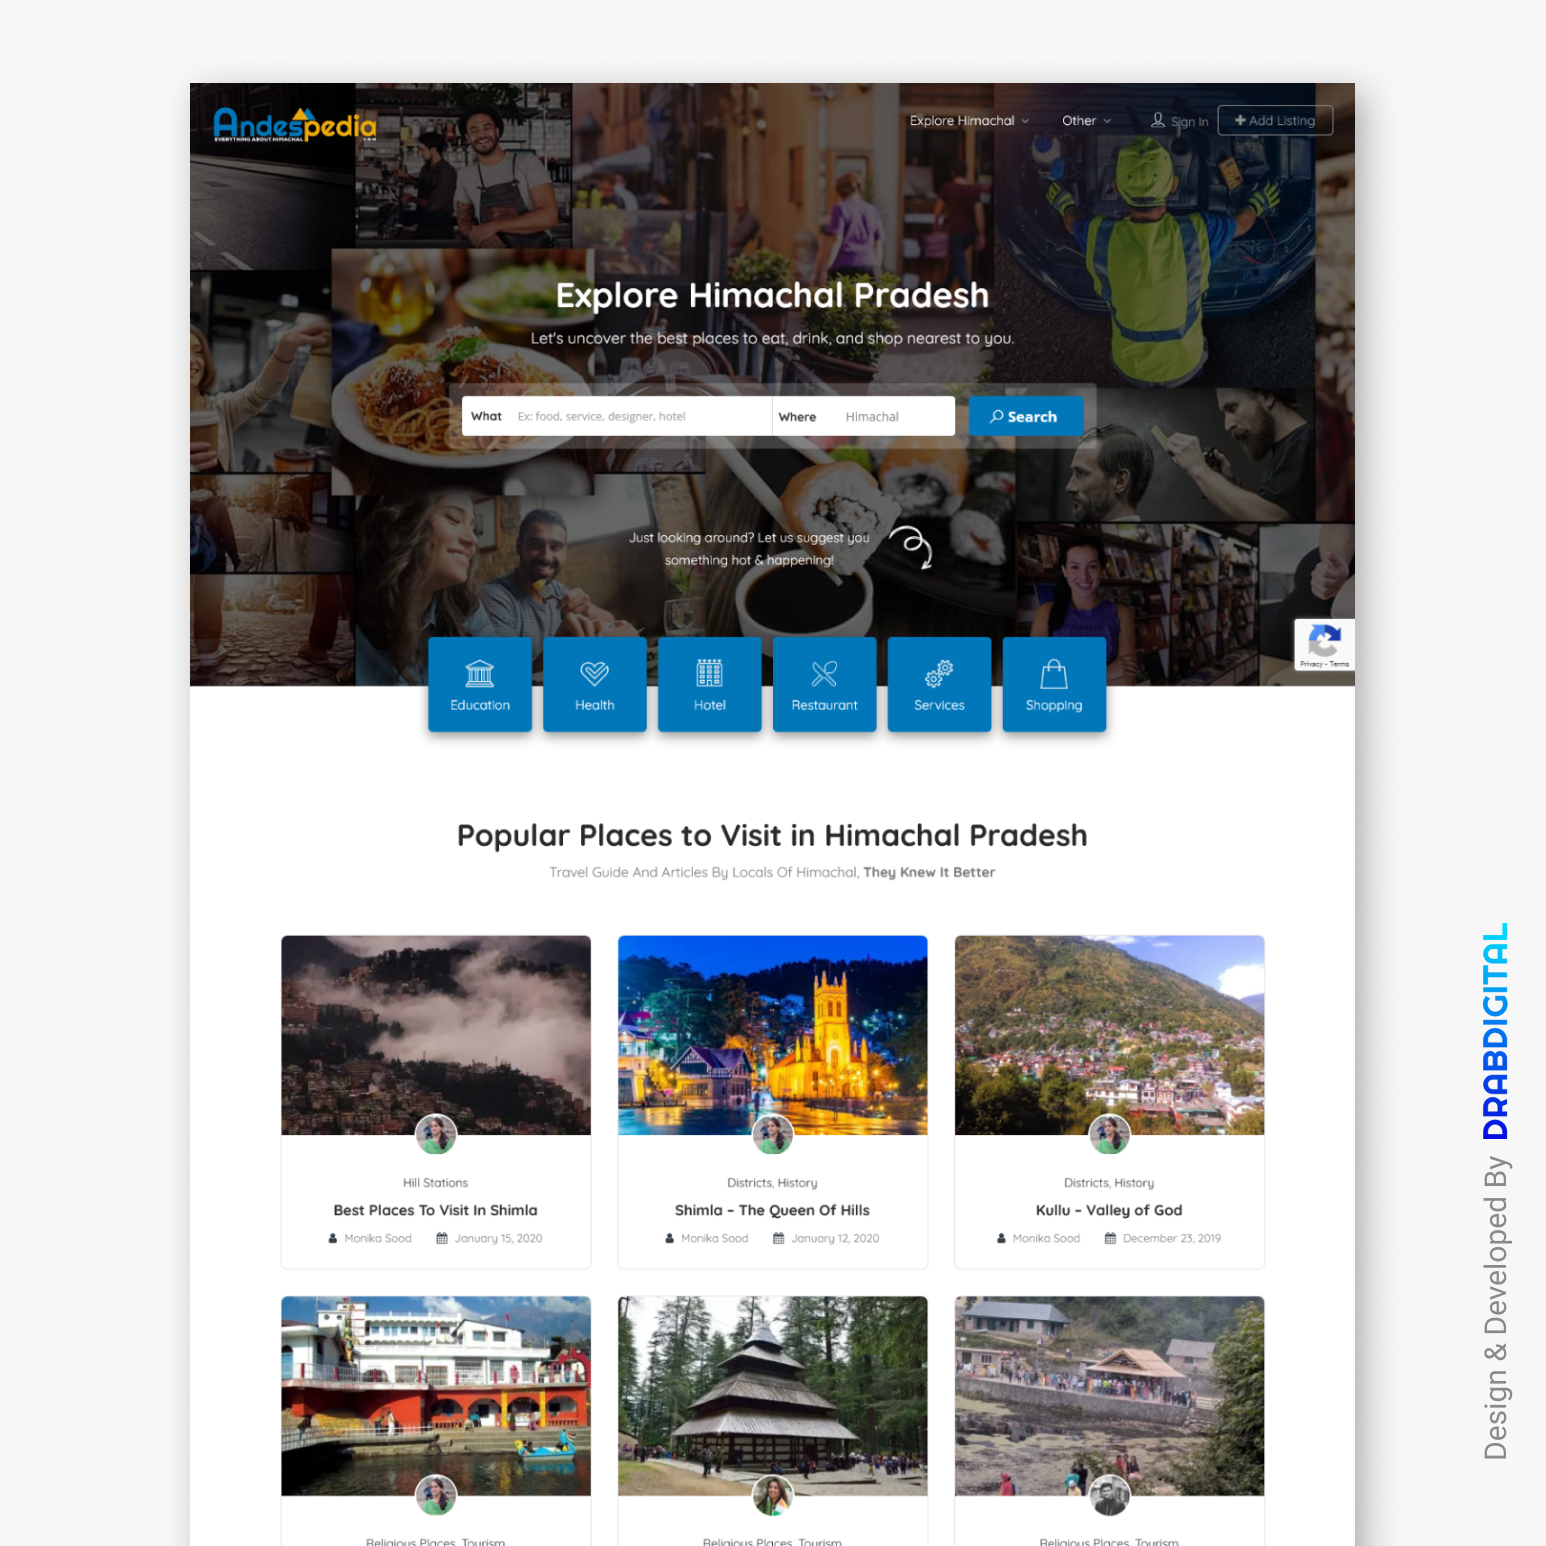 Andespedia
EVERYTHING ABOUT HIMACHAL
.COM
Explore Himachal
Other
Sign In
Add Listing
Explore Himachal Pradesh
Let's uncover the best places to eat, drink, and shop nearest to you.
What
Ex: food, service, designer, hotel
Where
Himachal
Search
Just looking around? Let us suggest you
something hot & happening!
Privacy - Terms
Education
Health
Hotel
Restaurant
Services
Shopping
Popular Places to Visit in Himachal Pradesh
Travel Guide And Articles By Locals Of Himachal, They Knew It Better
Hill Stations
Best Places To Visit In Shimla
Monika Sood
January 15, 2020
Districts, History
Shimla – The Queen Of Hills
Monika Sood
January 12, 2020
Districts, History
Kullu – Valley of God
Monika Sood
December 23, 2019
Religious Places, Tourism
Religious Places, Tourism
Religious Places, Tourism
Design & Developed By DRABDIGITAL